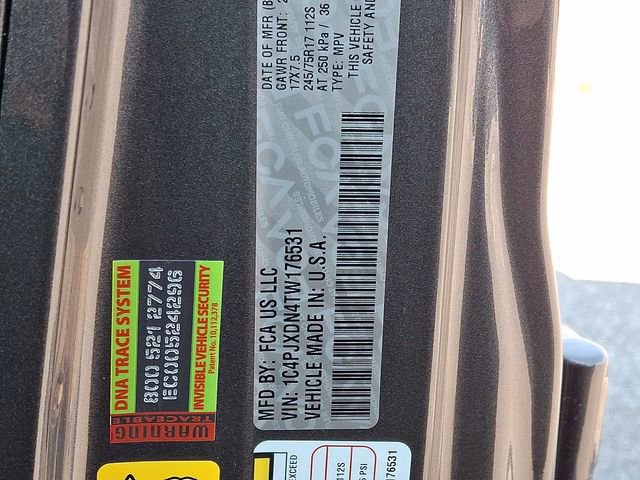 DNA TRACE SYSTEM
800 521 2774
EC000524296
INVISIBLE VEHICLE SECURITY
Patent No. 10,112,378
WARNING
TRACEABLE
MFD BY: FCA US LLC
VIN: 1C4PJXDN4TW176531
VEHICLE MADE IN: U.S.A.
DATE OF MFR
GAWR FRONT:
17X7.5
245/75R17 112S
AT 250 kPa / 36
TYPE: MPV
THIS VEHICLE
SAFETY AND
EXCEED
112S
PSI
176531